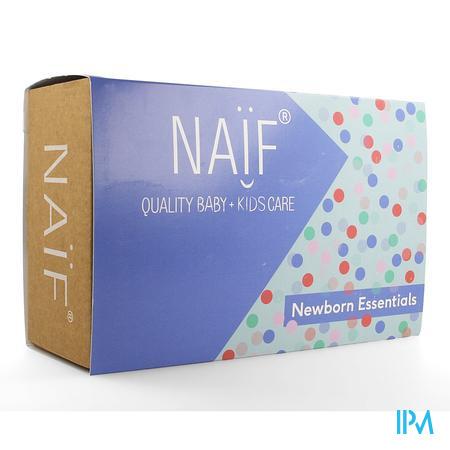 NAÏF®
NAÏF®
QUALITY BABY + KIDS CARE
Newborn Essentials
IPM